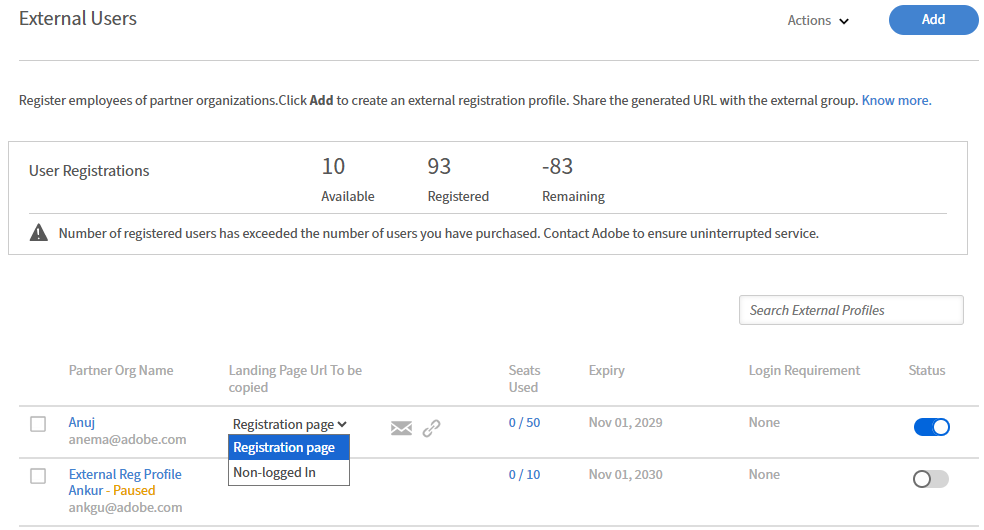 External Users
Actions
Add
Register employees of partner organizations.Click Add to create an external registration profile. Share the generated URL with the external group. Know more.
User Registrations
10
93
-83
Available
Registered
Remaining
Number of registered users has exceeded the number of users you have purchased. Contact Adobe to ensure uninterrupted service.
Search External Profiles
Partner Org Name
Landing Page Url To be
copied
Seats
Used
Expiry
Login Requirement
Status
Anuj
anema@adobe.com
Registration page
Registration page
Non-logged In
0 / 50
Nov 01, 2029
None
External Reg Profile
Ankur - Paused
ankgu@adobe.com
0 / 10
Nov 01, 2030
None